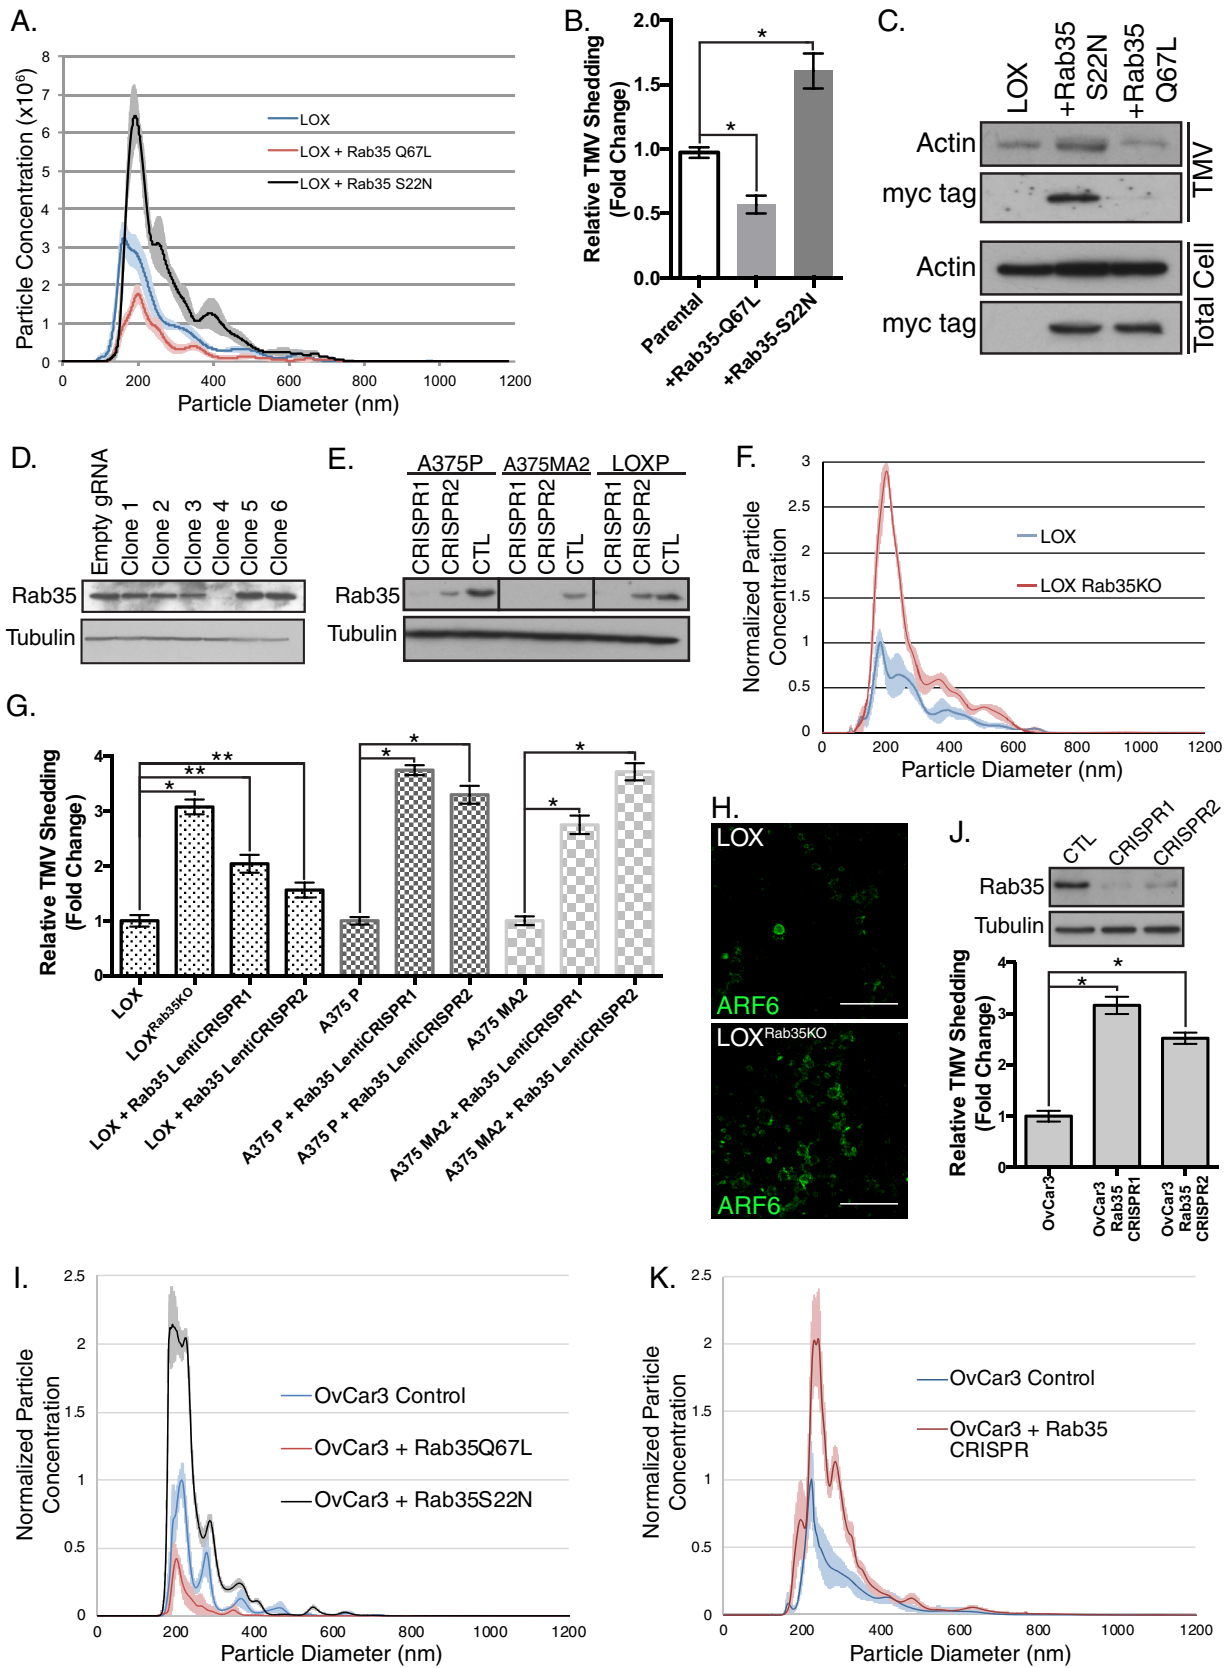 A.
Particle Concentration (x10⁶)
8
7
6
5
4
3
2
1
0
LOX
LOX + Rab35 Q67L
LOX + Rab35 S22N
0 200 400 600 800 1000 1200
Particle Diameter (nm)
B.
Relative TMV Shedding
(Fold Change)
2.0
1.5
1.0
0.5
0.0
*
*
Parental
+Rab35-Q67L
+Rab35-S22N
C.
LOX
+Rab35
S22N
+Rab35
Q67L
Actin
myc tag
TMV
Actin
myc tag
Total Cell
D.
Empty gRNA
Clone 1
Clone 2
Clone 3
Clone 4
Clone 5
Clone 6
Rab35
Tubulin
E.
A375P A375MA2 LOXP
CRISPR1
CRISPR2
CTL
CRISPR1
CRISPR2
CTL
CRISPR1
CRISPR2
CTL
Rab35
Tubulin
F.
Normalized Particle
Concentration
3
2.5
2
1.5
1
0.5
0
LOX
LOX Rab35KO
0 200 400 600 800 1000 1200
Particle Diameter (nm)
G.
Relative TMV Shedding
(Fold Change)
4
3
2
1
0
**
**
*
*
*
*
*
LOX
LOXRab35KO
LOX + Rab35 LentiCRISPR1
LOX + Rab35 LentiCRISPR2
A375 P
A375 P + Rab35 LentiCRISPR1
A375 P + Rab35 LentiCRISPR2
A375 MA2
A375 MA2 + Rab35 LentiCRISPR1
A375 MA2 + Rab35 LentiCRISPR2
H.
LOX
ARF6
LOXRab35KO
ARF6
J.
CTL
CRISPR1
CRISPR2
Rab35
Tubulin
Relative TMV Shedding
(Fold Change)
4
3
2
1
0
*
*
OvCar3
OvCar3
Rab35
CRISPR1
OvCar3
Rab35
CRISPR2
I.
Normalized Particle
Concentration
2.5
2
1.5
1
0.5
0
OvCar3 Control
OvCar3 + Rab35Q67L
OvCar3 + Rab35S22N
0 200 400 600 800 1000 1200
Particle Diameter (nm)
K.
Normalized Particle
Concentration
2.5
2
1.5
1
0.5
0
OvCar3 Control
OvCar3 + Rab35
CRISPR
0 200 400 600 800 1000 1200
Particle Diameter (nm)